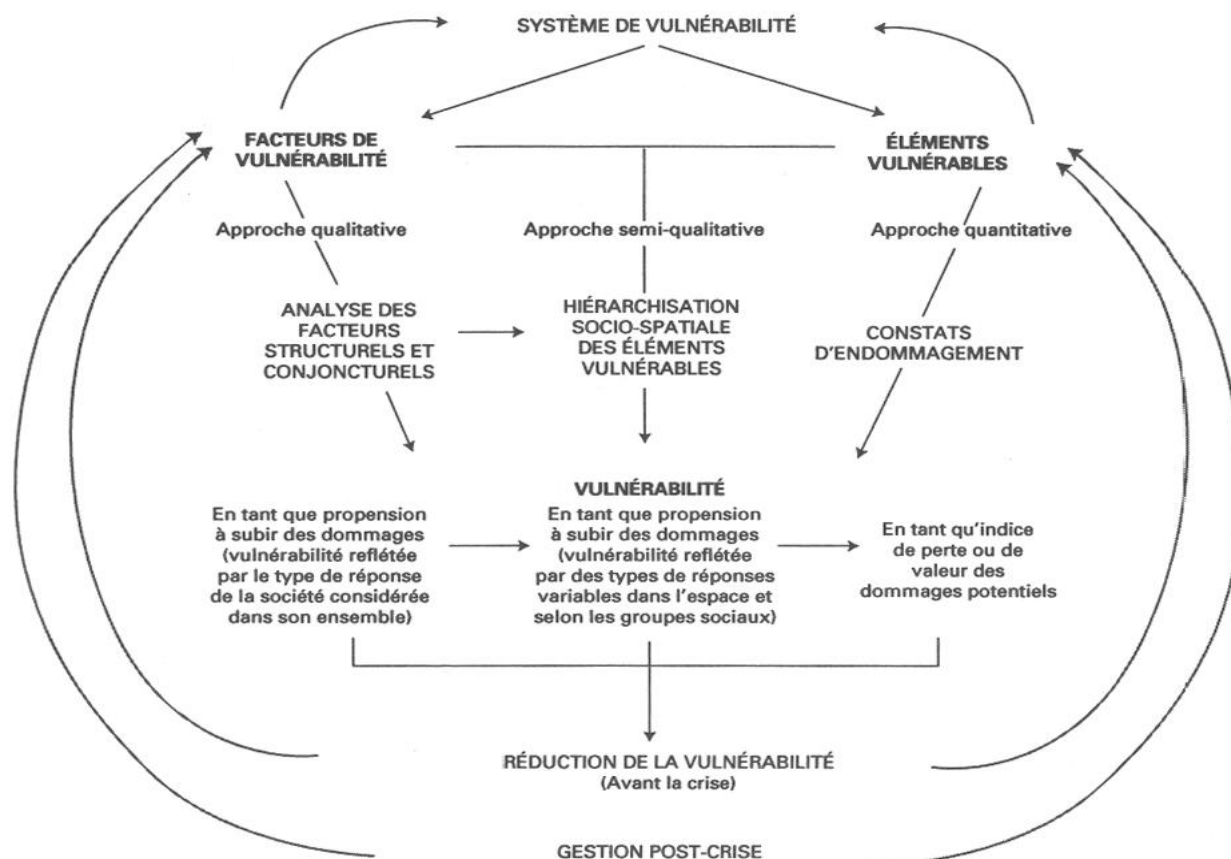 SYSTÈME DE VULNÉRABILITÉ
FACTEURS DE
VULNÉRABILITÉ
ÉLÉMENTS
VULNÉRABLES
Approche qualitative
Approche semi-qualitative
Approche quantitative
ANALYSE DES
FACTEURS
STRUCTURELS ET
CONJONCTURELS
HIÉRARCHISATION
SOCIO-SPATIALE
DES ÉLÉMENTS
VULNÉRABLES
CONSTATS
D'ENDOMMAGEMENT
VULNÉRABILITÉ
En tant que propension
à subir des dommages
(vulnérabilité reflétée
par le type de réponse
de la société considérée
dans son ensemble)
En tant que propension
à subir des dommages
(vulnérabilité reflétée
par des types de réponses
variables dans l'espace et
selon les groupes sociaux)
En tant qu'indice
de perte ou de
valeur des
dommages potentiels
RÉDUCTION DE LA VULNÉRABILITÉ
(Avant la crise)
GESTION POST-CRISE